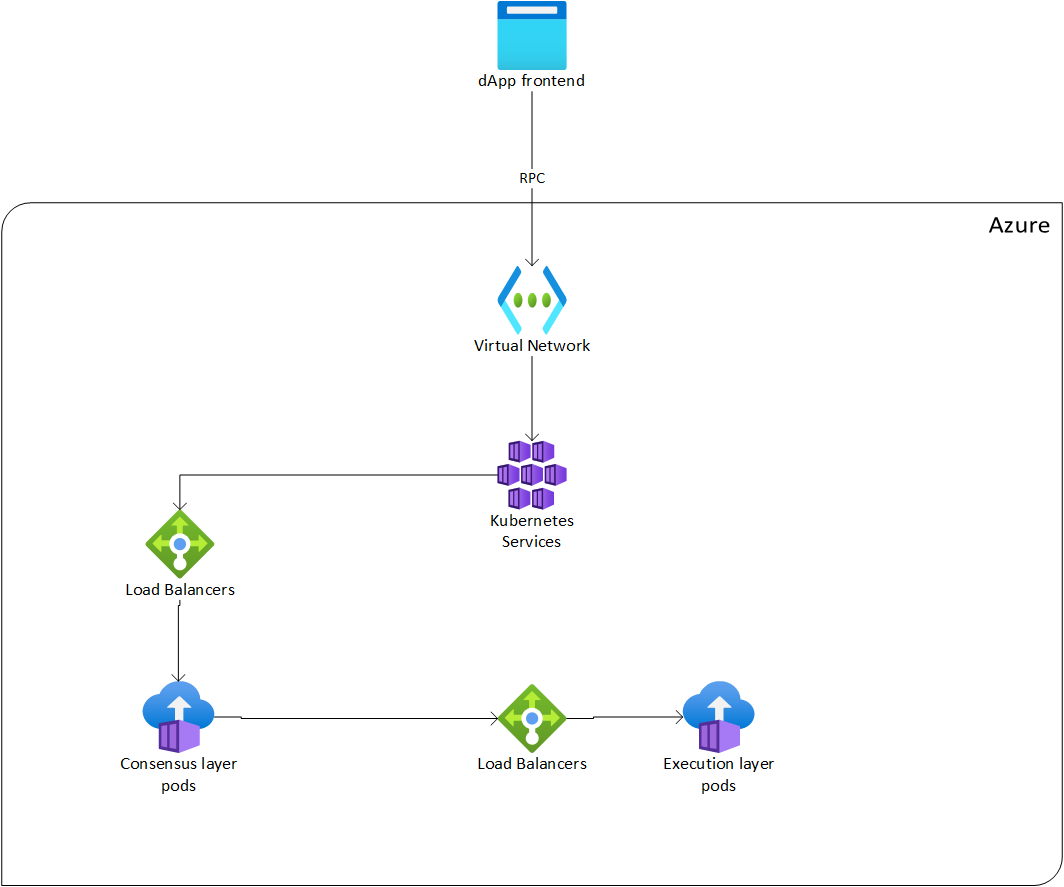 dApp frontend
RPC
Azure
Virtual Network
Kubernetes
Services
Load Balancers
Consensus layer
pods
Load Balancers
Execution layer
pods